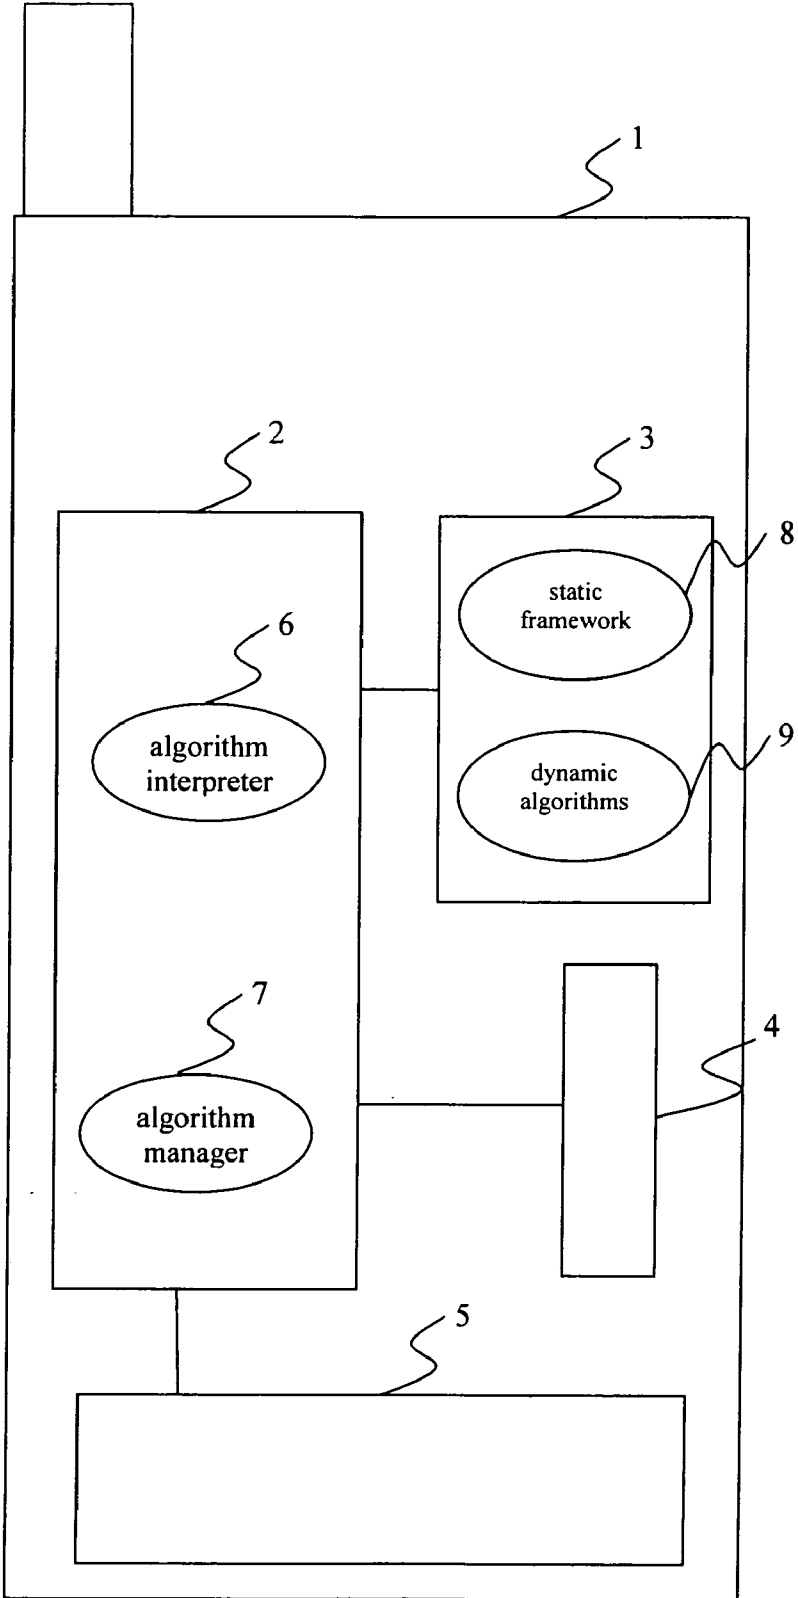 1
2
3
8
static
framework
6
algorithm
interpreter
9
dynamic
algorithms
7
algorithm
manager
4
5